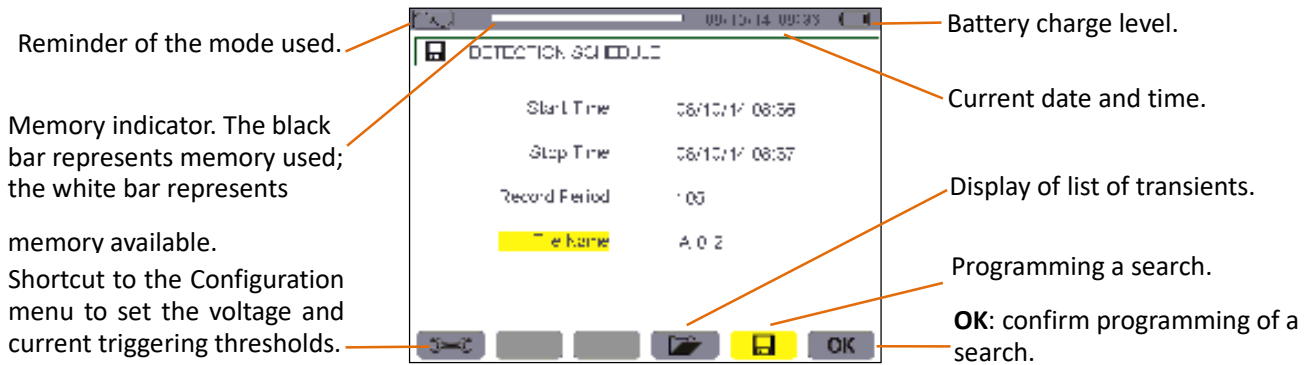 Reminder of the mode used.
Memory indicator. The black
bar represents memory used;
the white bar represents
memory available.
Shortcut to the Configuration
menu to set the voltage and
current triggering thresholds.
DETECTION SCHEDULE
Start Time
Stop Time
Record Period
File Name
OK
Battery charge level.
Current date and time.
Display of list of transients.
Programming a search.
OK: confirm programming of a
search.